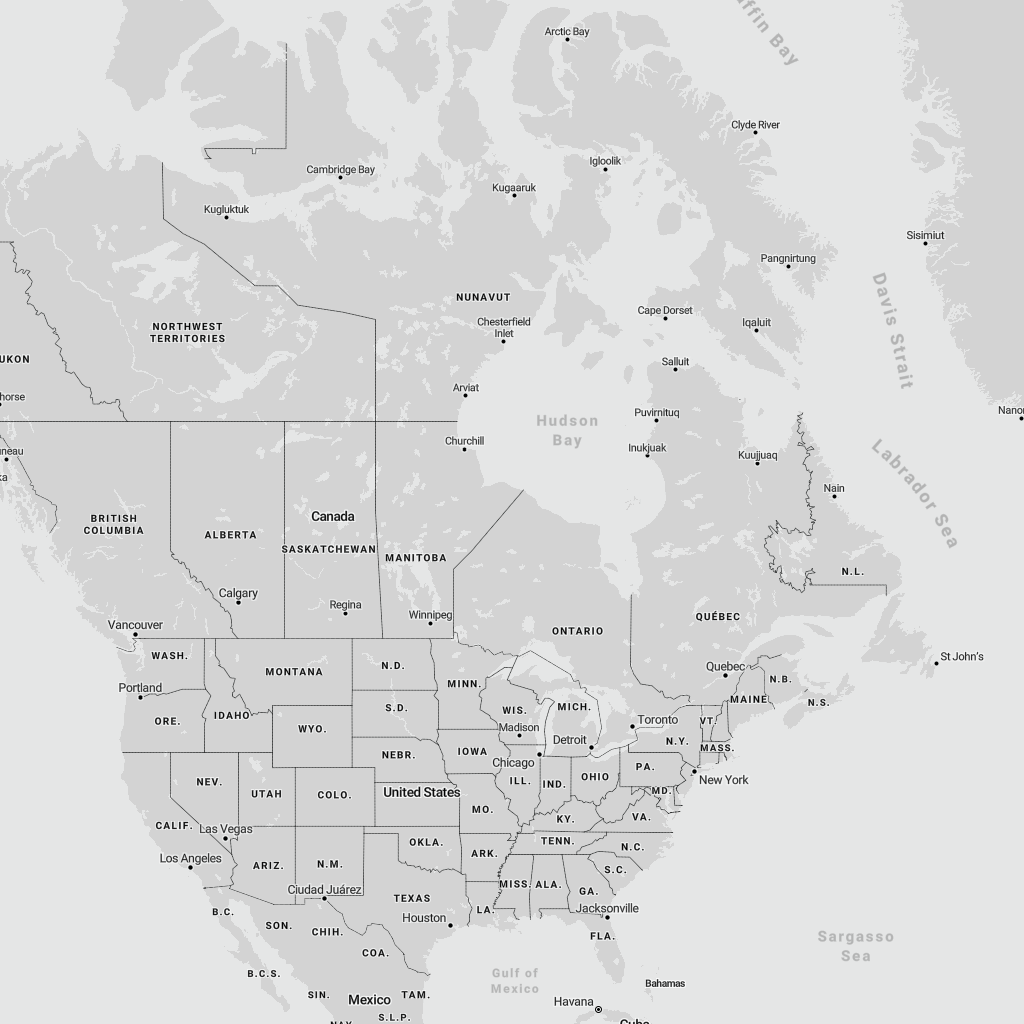 Arctic Bay
Baffin Bay
Clyde River
Igloolik
Cambridge Bay
Kugaaruk
Kugluktuk
Sisimiut
Pangnirtung
NUNAVUT
Davis Strait
Cape Dorset
Chesterfield
Inlet
Iqaluit
NORTHWEST
TERRITORIES
UKON
Salluit
Arviat
horse
Puvirnituq
Nanor
Hudson
Bay
Churchill
Inukjuak
Kuujjuaq
neau
ka
Labrador Sea
Nain
Canada
BRITISH
COLUMBIA
ALBERTA
SASKATCHEWAN
MANITOBA
N.L.
Calgary
Regina
Winnipeg
QUÉBEC
Vancouver
ONTARIO
WASH.
St John's
MONTANA
N.D.
Quebec
N.B.
MINN.
Portland
MAINE
N.S.
S.D.
WIS.
MICH.
IDAHO
ORE.
Toronto
VT.
WYO.
Madison
Detroit
N.Y.
MASS.
IOWA
NEBR.
Chicago
PA.
NEV.
ILL.
IND.
OHIO
New York
UTAH
COLO.
United States
MD.
MO.
KY.
VA.
CALIF.
Las Vegas
OKLA.
TENN.
N.C.
Los Angeles
ARIZ.
N.M.
ARK.
S.C.
MISS.
ALA.
GA.
Ciudad Juárez
TEXAS
LA.
Jacksonville
B.C.
Houston
SON.
CHIH.
FLA.
Sargasso
Sea
COA.
B.C.S.
Gulf of
Mexico
Bahamas
SIN.
Mexico
TAM.
Havana
S.L.P.
NAY.
Cuba